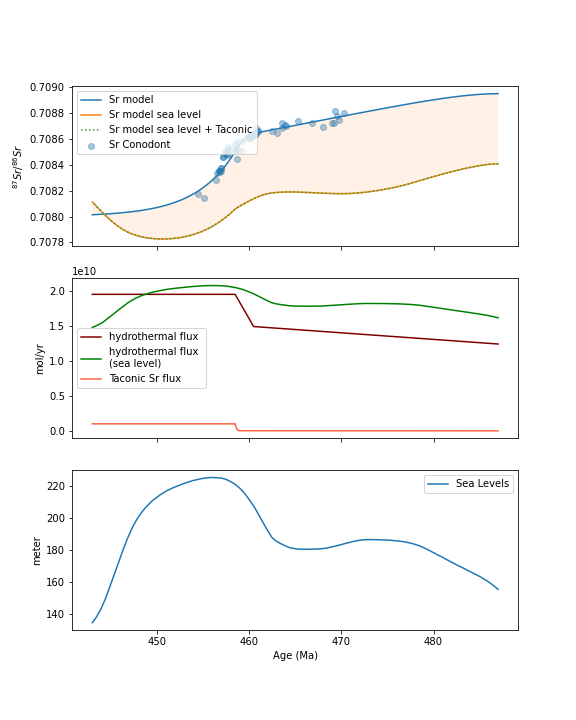 0.7090
0.7088
0.7086
0.7084
0.7082
0.7080
0.7078
⁸⁷Sr/⁸⁶Sr
Sr model
Sr model sea level
Sr model sea level + Taconic
Sr Conodont
1e10
2.0
1.5
1.0
0.5
0.0
mol/yr
hydrothermal flux
hydrothermal flux
(sea level)
Taconic Sr flux
220
200
180
160
140
meter
Sea Levels
450 460 470 480
Age (Ma)